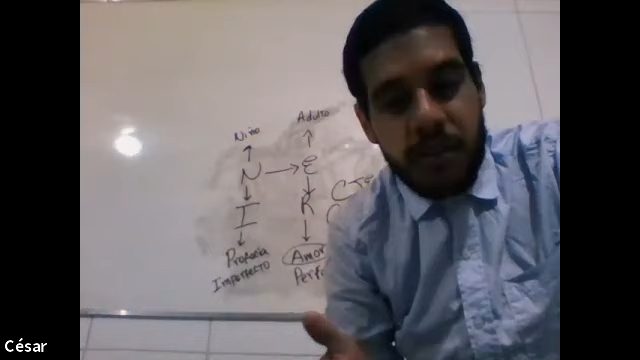 Niño
Adulto
N → E
I
R
Profecía
Imperfecto
Amor
César